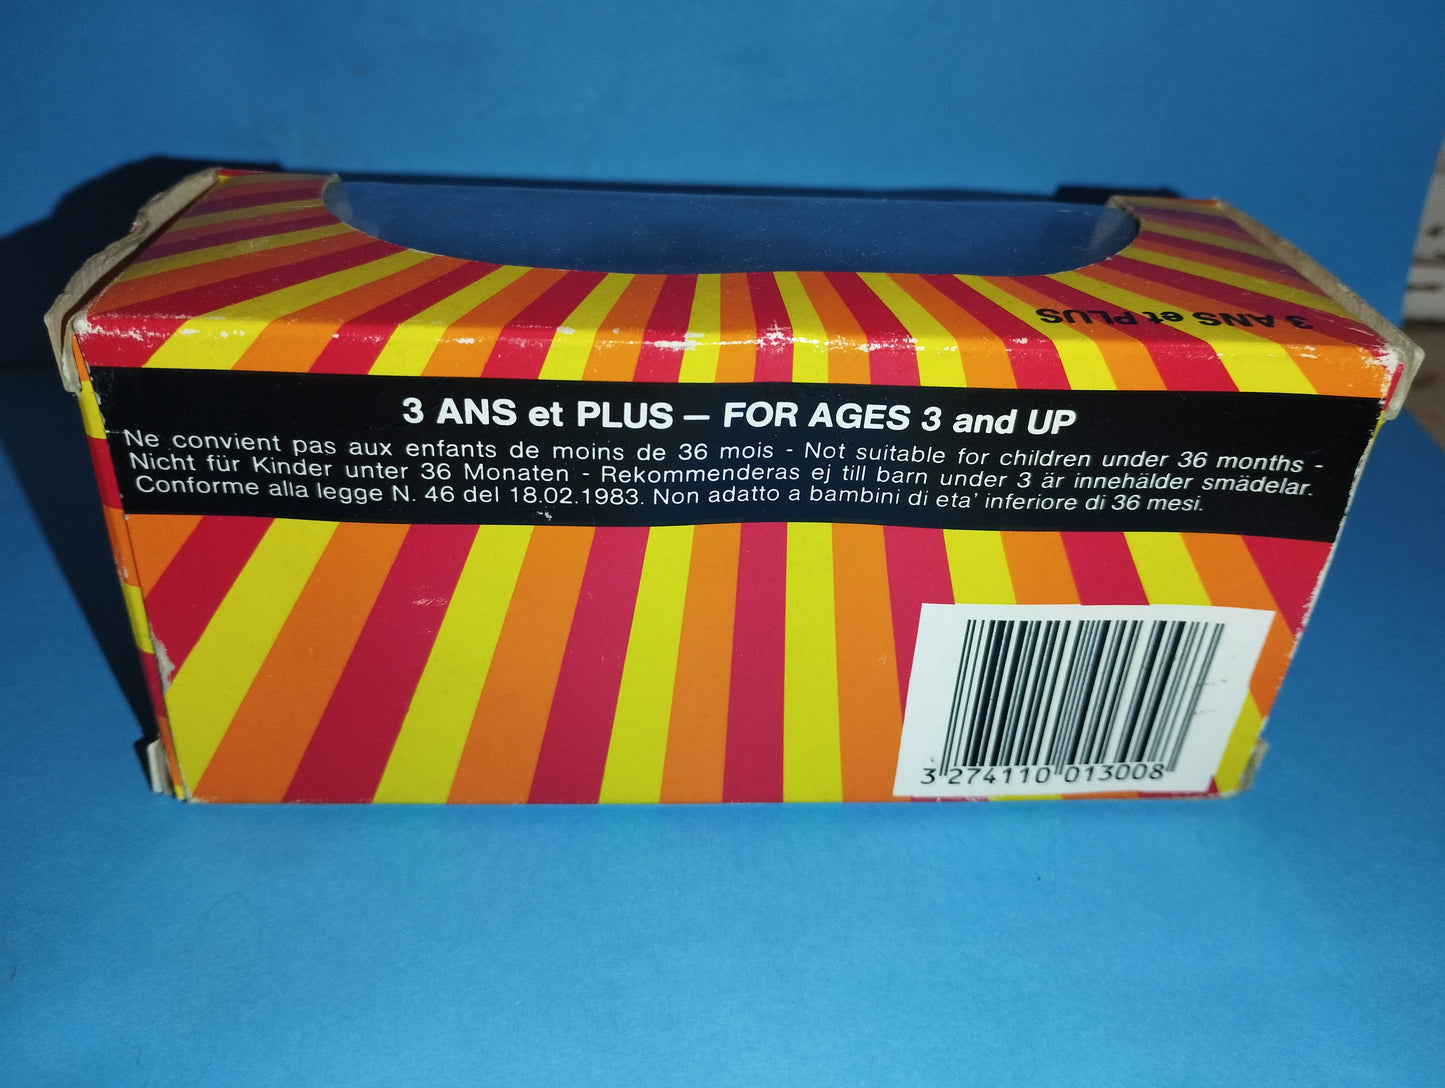 3 ANS et PLUS
3 ANS et PLUS – FOR AGES 3 and UP
Ne convient pas aux enfants de moins de 36 mois - Not suitable for children under 36 months -
Nicht für Kinder unter 36 Monaten - Rekommenderas ej till barn under 3 är innehälder smädelar.
Conforme alla legge N. 46 del 18.02.1983. Non adatto a bambini di eta' inferiore di 36 mesi.
3 274110 013008